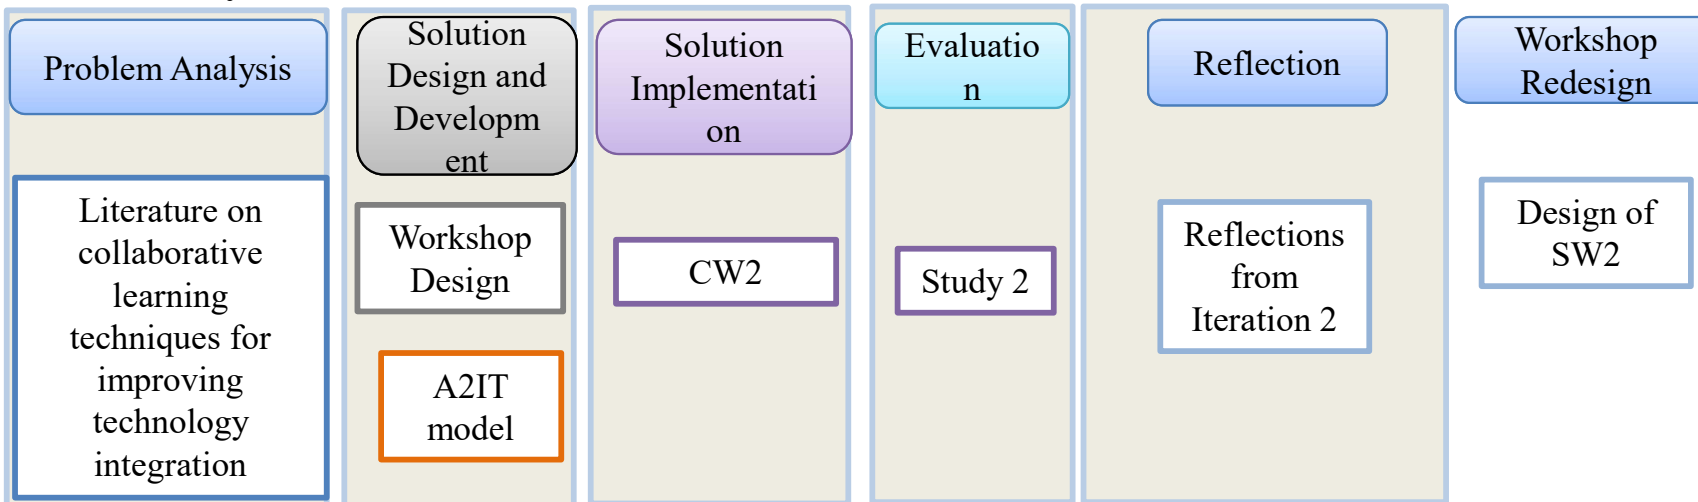 Problem Analysis
Literature on
collaborative
learning
techniques for
improving
technology
integration
Solution
Design and
Developm
ent
Workshop
Design
A2IT
model
Solution
Implementati
on
CW2
Evaluatio
n
Study 2
Reflection
Reflections
from
Iteration 2
Workshop
Redesign
Design of
SW2